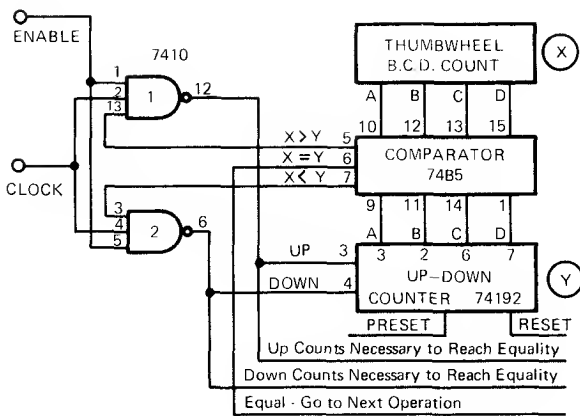 ENABLE
7410
THUMBWHEEL
B.C.D. COUNT
X
1
2
13
1
12
A B C D
10 12 13 15
X > Y 5
X = Y 6
X < Y 7
COMPARATOR
74B5
CLOCK
3
4
5
2
6
9 11 14 1
A B C D
UP 3
DOWN 4
3 2 6 7
UP-DOWN
COUNTER 74192
Y
PRESET RESET
Up Counts Necessary to Reach Equality
Down Counts Necessary to Reach Equality
Equal - Go to Next Operation